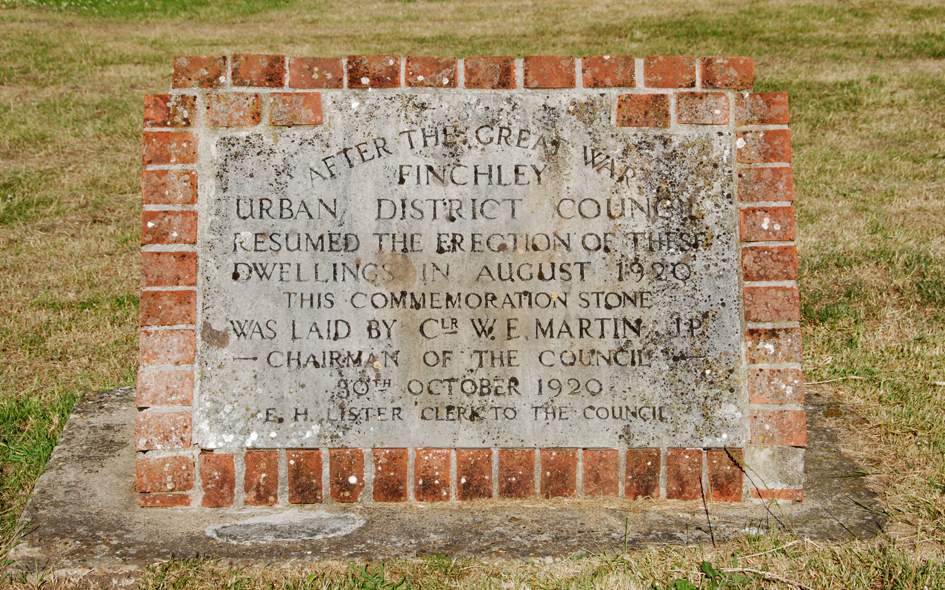 AFTER THE GREAT WAR
FINCHLEY
URBAN DISTRICT COUNCIL
RESUMED THE ERECTION OF THESE
DWELLINGS IN AUGUST 1920
THIS COMMEMORATION STONE
WAS LAID BY CLR W. E. MARTIN J.P.
— CHAIRMAN OF THE COUNCIL —
30TH OCTOBER 1920
E. H. LISTER CLERK TO THE COUNCIL